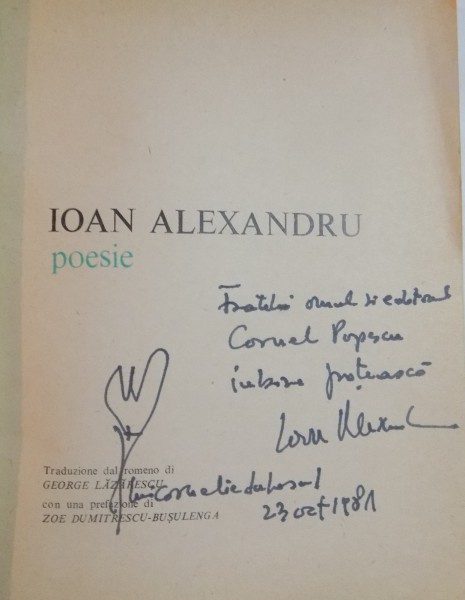 IOAN ALEXANDRU
poesie
Fratelui omul și editorul
Cornel Popescu
iubire frățească
Ioan Alexandru
Traduzione dal romeno di
GEORGE LĂZĂRESCU
con una prefazione di
ZOE DUMITRESCU-BUȘULENGA
23 oct 1981